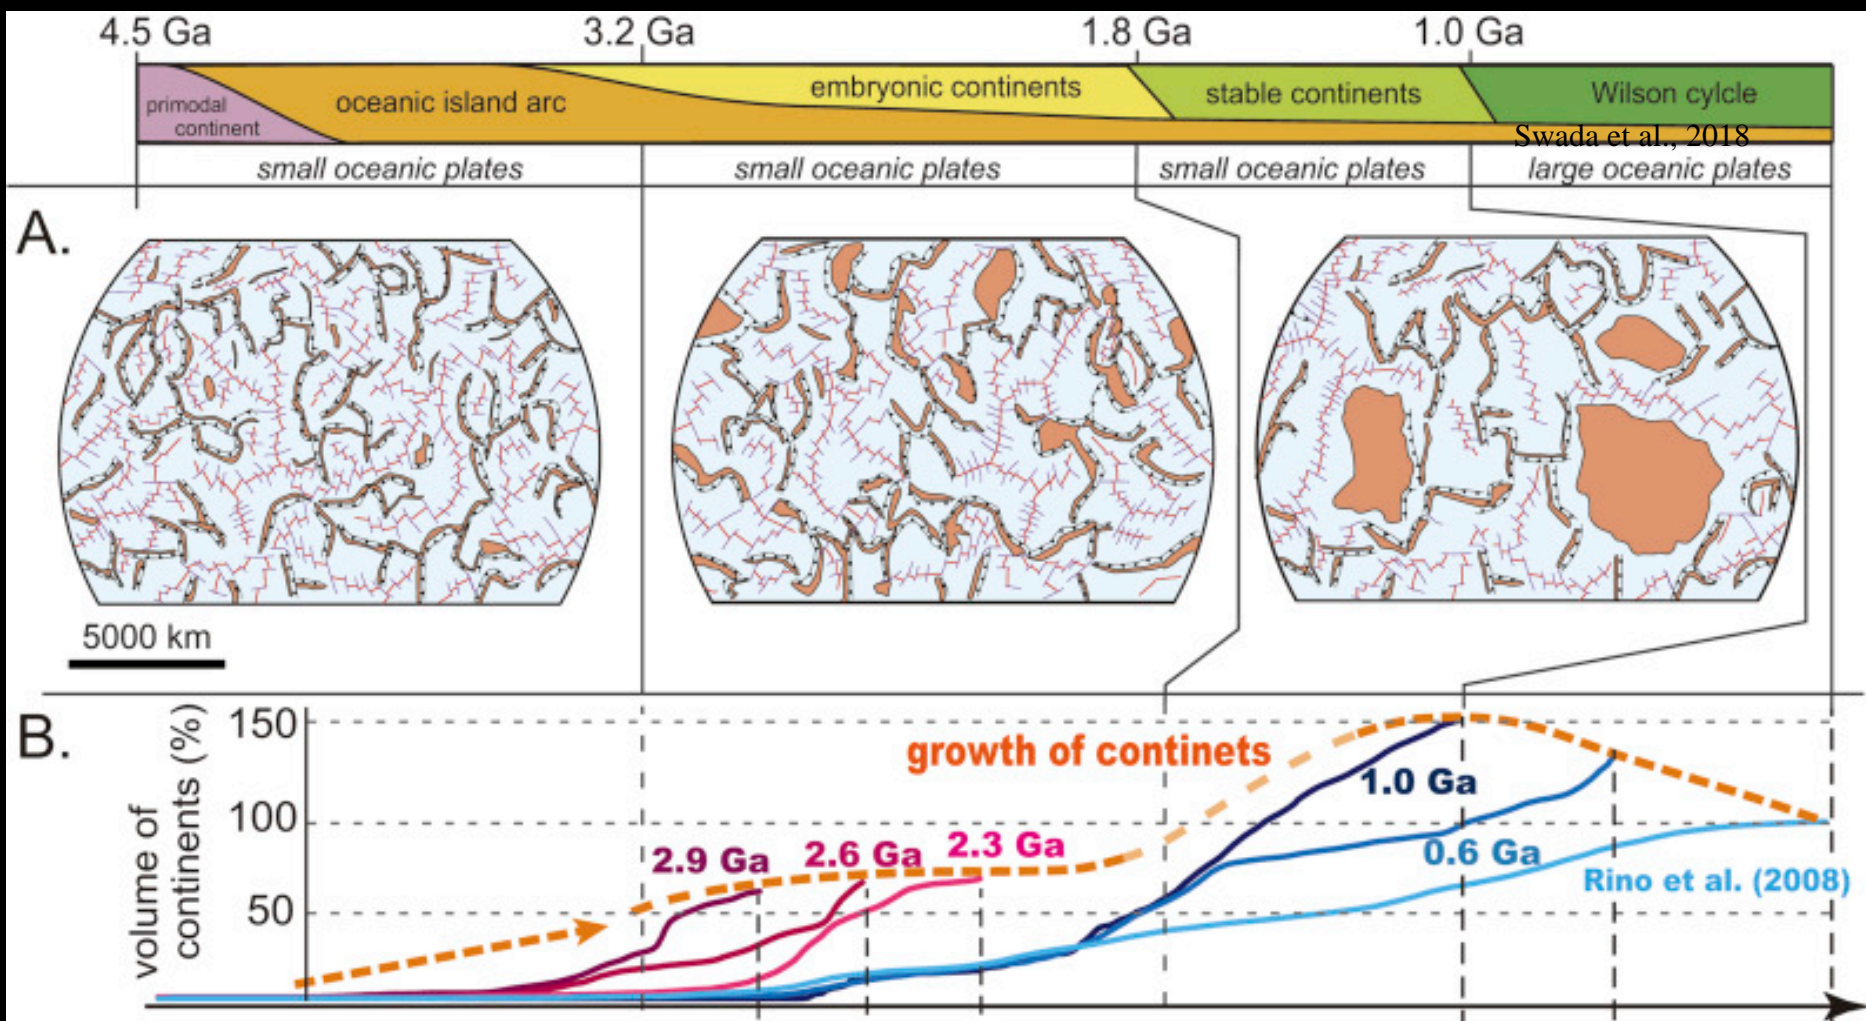 4.5 Ga 3.2 Ga 1.8 Ga 1.0 Ga
primodal
continent
oceanic island arc
embryonic continents
stable continents
Wilson cylcle
Swada et al., 2018
small oceanic plates small oceanic plates small oceanic plates large oceanic plates
A.
5000 km
B.
volume of
continents (%)
150
100
50
growth of continets
2.9 Ga
2.6 Ga
2.3 Ga
1.0 Ga
0.6 Ga
Rino et al. (2008)